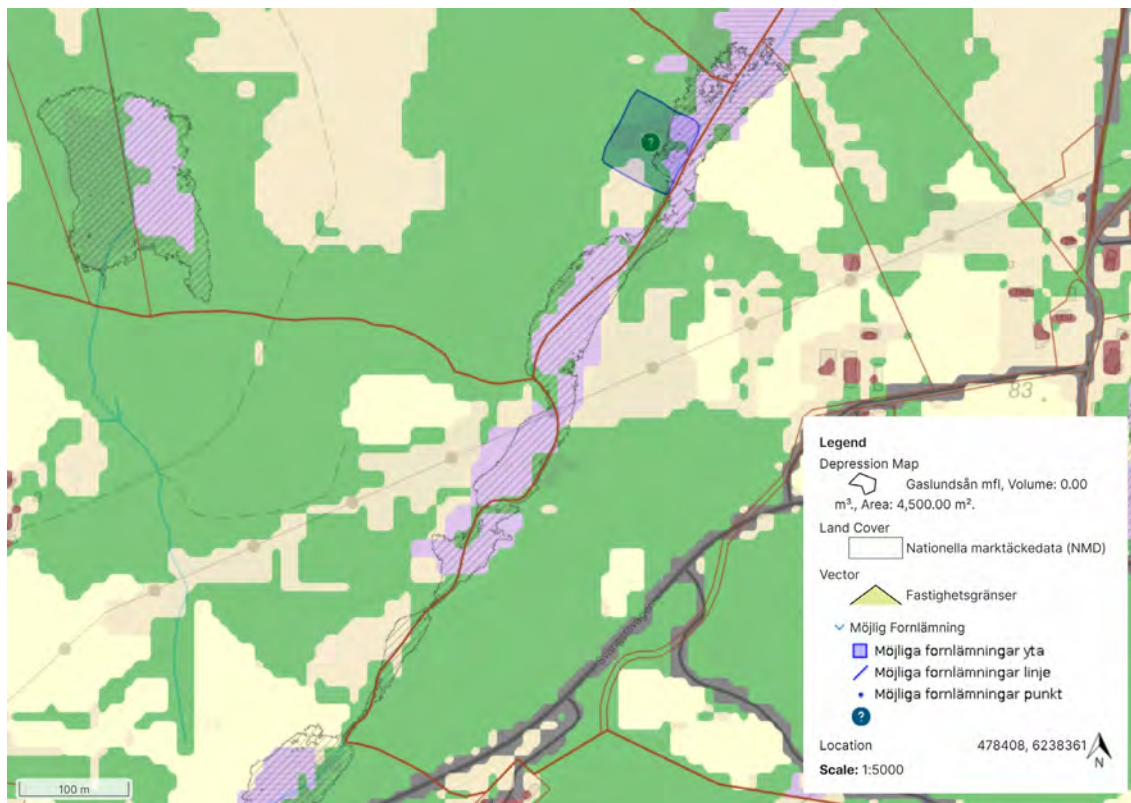 ?
83
Legend
Depression Map
Gaslundsån mfl, Volume: 0.00
m³., Area: 4,500.00 m².
Land Cover
Nationella marktäckedata (NMD)
Vector
Fastighetsgränser
Möjlig Fornlämning
Möjliga fornlämningar yta
Möjliga fornlämningar linje
Möjliga fornlämningar punkt
?
Location 478408, 6238361
N
Scale: 1:5000
100 m